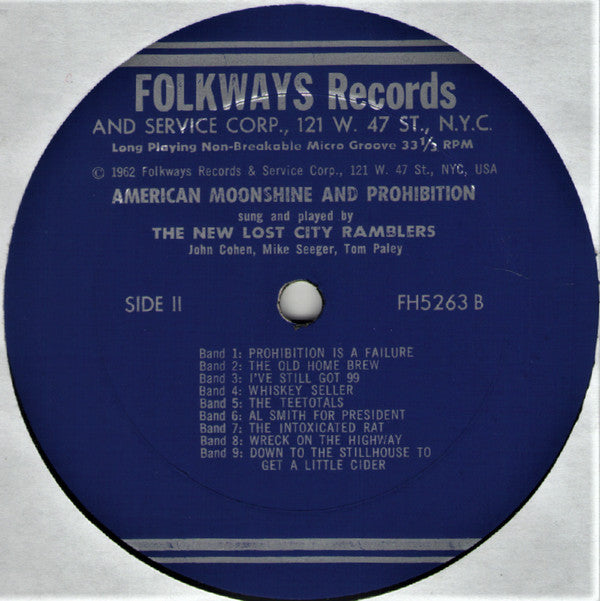 FOLKWAYS Records
AND SERVICE CORP., 121 W. 47 ST., N.Y.C.
Long Playing Non-Breakable Micro Groove 33 1/3 RPM
© 1962 Folkways Records & Service Corp., 121 W. 47 St., NYC, USA
AMERICAN MOONSHINE AND PROHIBITION
sung and played by
THE NEW LOST CITY RAMBLERS
John Cohen, Mike Seeger, Tom Paley
SIDE II FH5263 B
Band 1: PROHIBITION IS A FAILURE
Band 2: THE OLD HOME BREW
Band 3: I'VE STILL GOT 99
Band 4: WHISKEY SELLER
Band 5: THE TEETOTALS
Band 6: AL SMITH FOR PRESIDENT
Band 7: THE INTOXICATED RAT
Band 8: WRECK ON THE HIGHWAY
Band 9: DOWN TO THE STILLHOUSE TO
GET A LITTLE CIDER